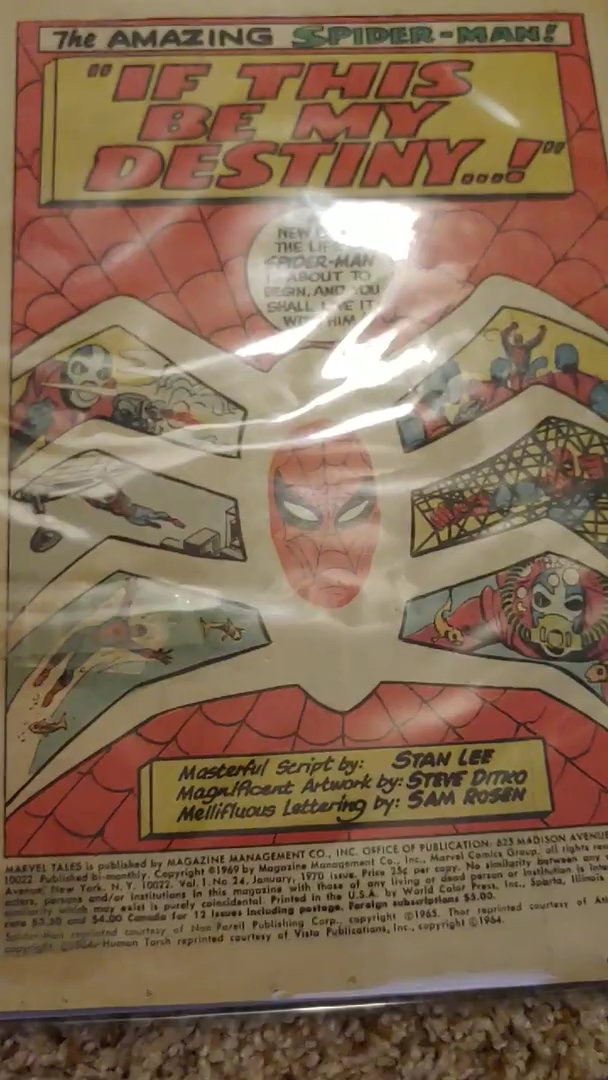 The AMAZING SPIDER-MAN!
"IF THIS
BE MY
DESTINY...!"
NEW
THE LIFE
SPIDER-MAN
ABOUT TO
BEGIN, AND YOU
SHALL LIVE IT
WITH HIM
Masterful Script by: STAN LEE
Magnificent Artwork by: STEVE DITKO
Mellifluous Lettering by: SAM ROSEN
MARVEL TALES is published by MAGAZINE MANAGEMENT CO., INC. OFFICE OF PUBLICATION: 625 MADISON AVENUE
10022. Published bi-monthly. Copyright ©1969 by Magazine Management Co., Inc., Marvel Comics Group, all rights
Avenue, New York, N. Y. 10022. Vol. 1, No 24, January, 1970 issue. Price 25c per copy. No similarity between any
persons and/or institutions in this magazine with those of any living or dead person or institution is
which may exist is purely coincidental. Printed in the U.S.A. by World Color Press, Inc., Sparta, Illinois
rate $3.50 and $4.00 Canada for 12 issues including postage. Foreign subscriptions $5.00.
Spider-Man reprinted courtesy of Non Pareil Publishing Corp., copyright ©1965. Thor reprinted courtesy of
copyright Human Torch reprinted courtesy of Vista Publications, Inc., copyright ©1964.